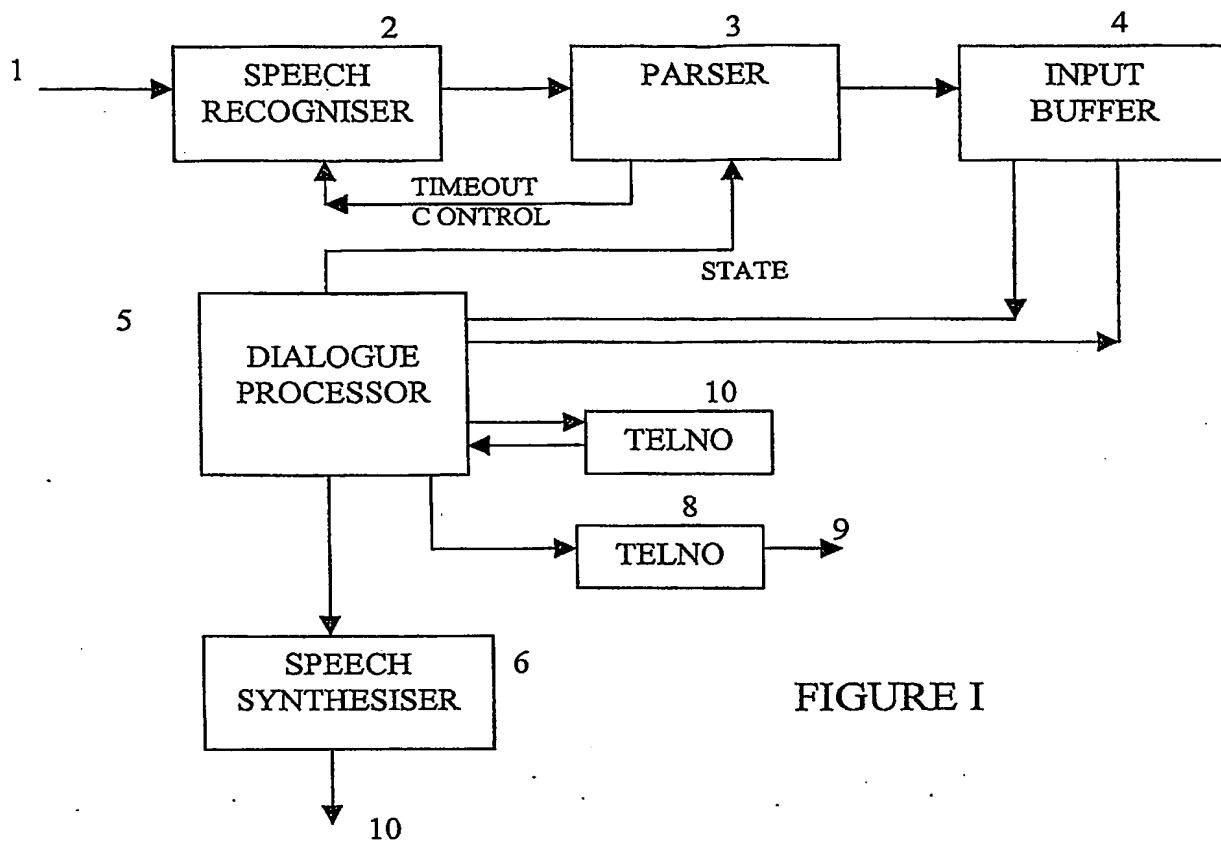 1
2
SPEECH
RECOGNISER
3
PARSER
4
INPUT
BUFFER
TIMEOUT
C ONTROL
STATE
5
DIALOGUE
PROCESSOR
10
TELNO
8
TELNO
9
SPEECH
SYNTHESISER
6
FIGURE I
10